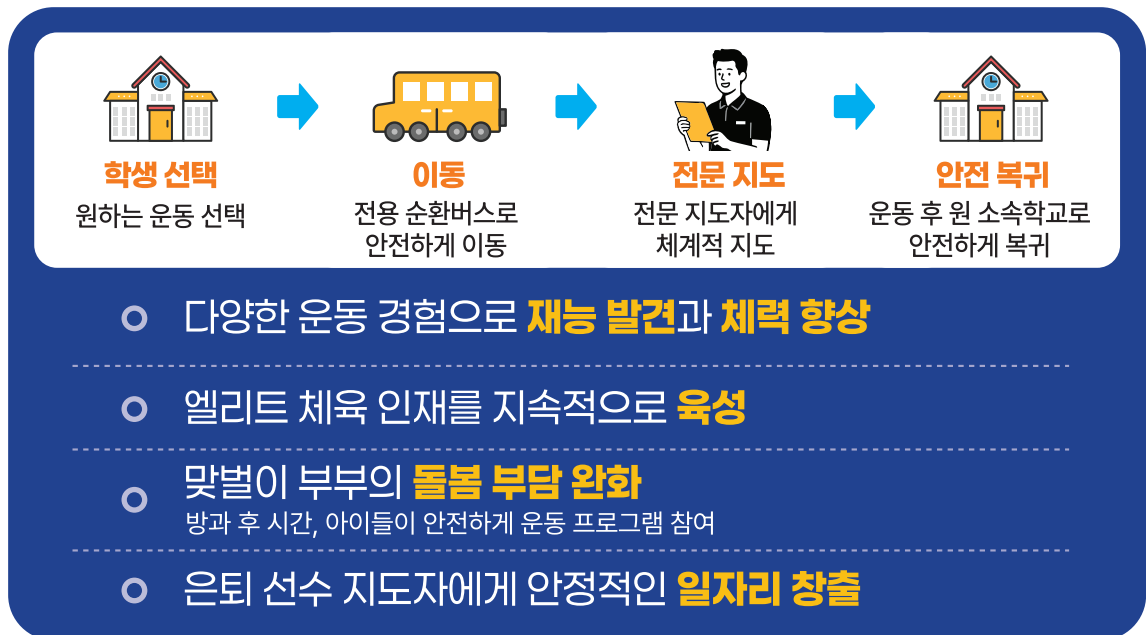 학생 선택
원하는 운동 선택
이동
전용 순환버스로
안전하게 이동
전문 지도
전문 지도자에게
체계적 지도
안전 복귀
운동 후 원 소속학교로
안전하게 복귀
다양한 운동 경험으로 재능 발견과 체력 향상
엘리트 체육 인재를 지속적으로 육성
맞벌이 부부의 돌봄 부담 완화
방과 후 시간, 아이들이 안전하게 운동 프로그램 참여
은퇴 선수 지도자에게 안정적인 일자리 창출